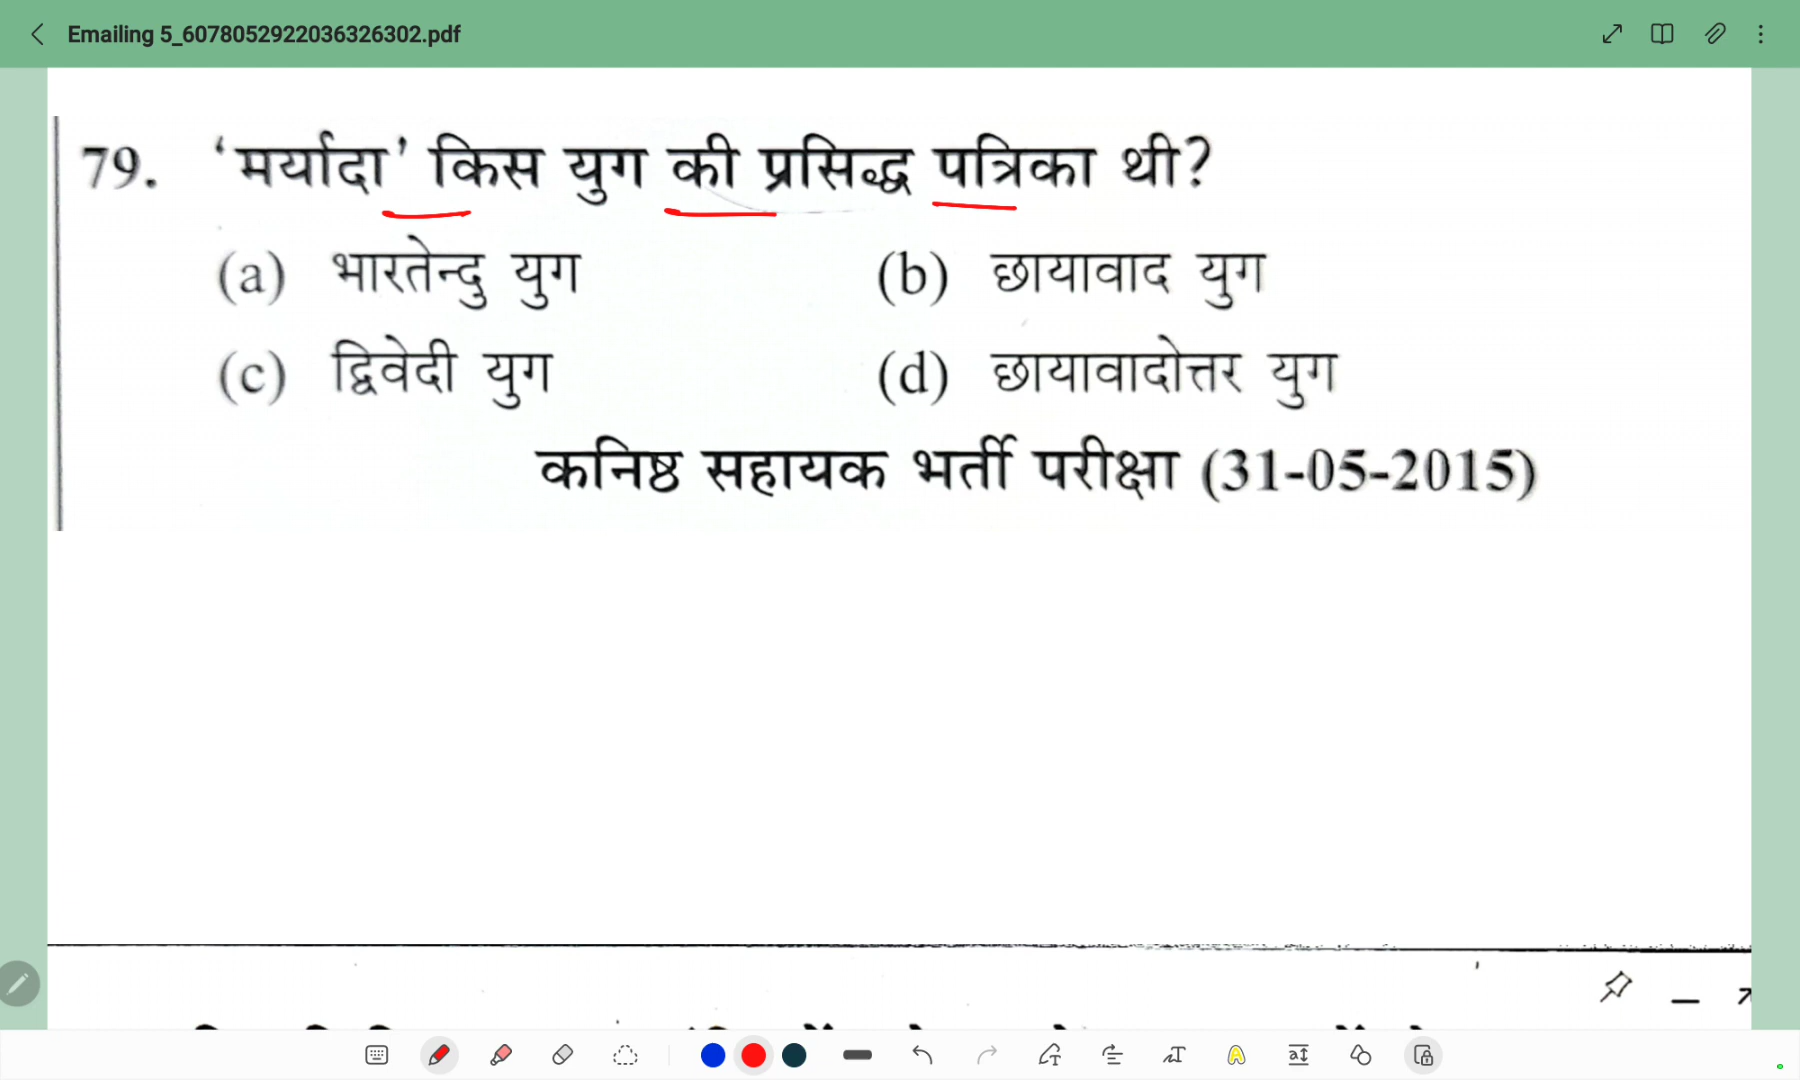 Emailing 5_6078052922036326302.pdf
79. 'मर्यादा' किस युग की प्रसिद्ध पत्रिका थी?
(a) भारतेन्दु युग (b) छायावाद युग
(c) द्विवेदी युग (d) छायावादोत्तर युग
कनिष्ठ सहायक भर्ती परीक्षा (31-05-2015)